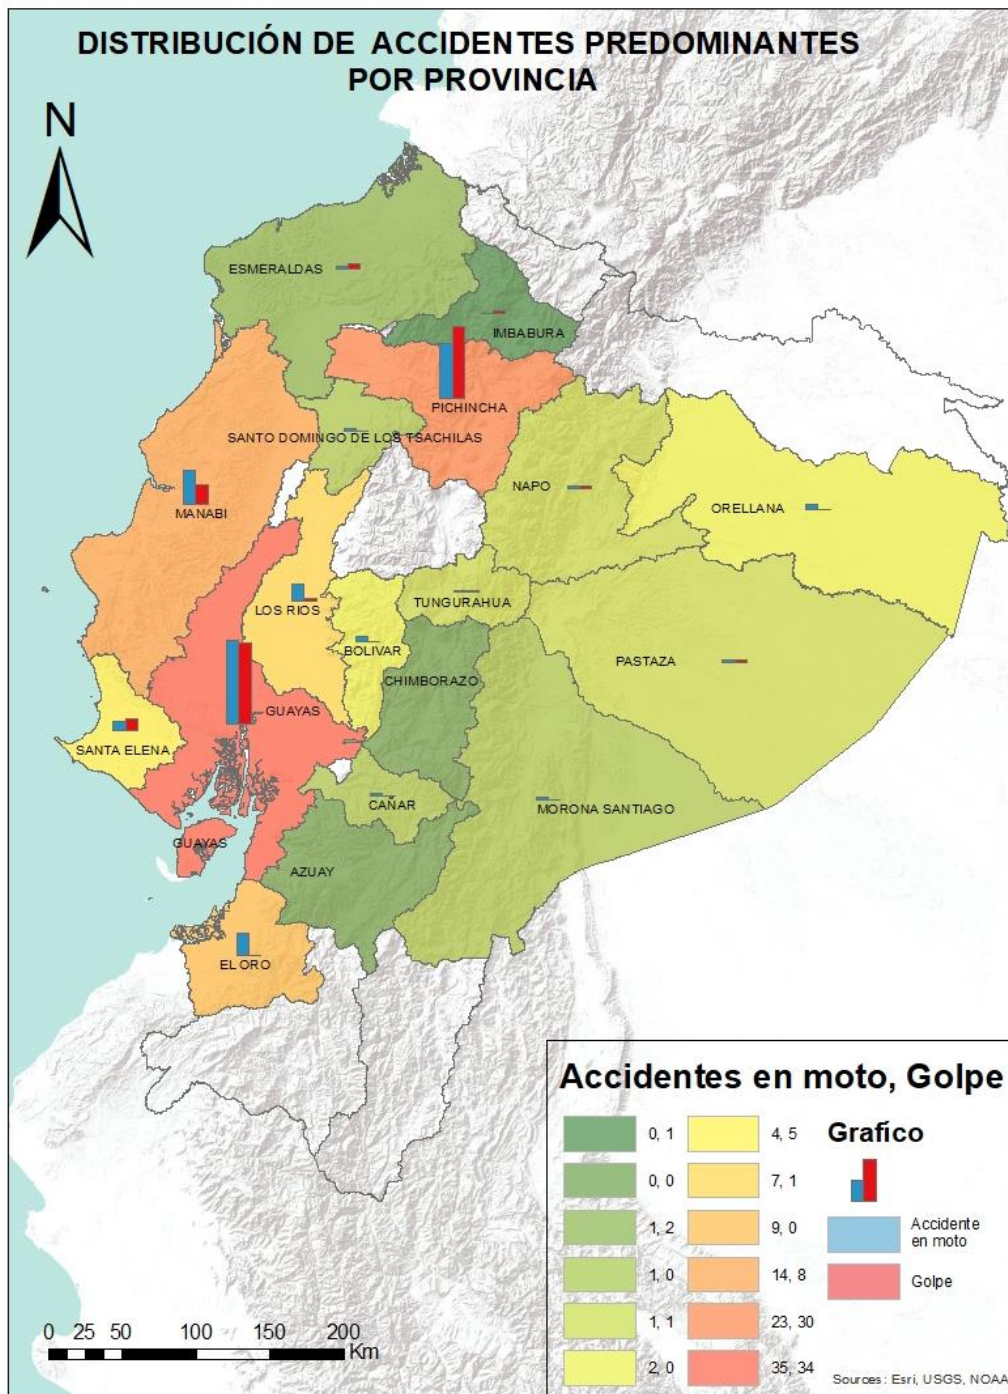 DISTRIBUCIÓN DE ACCIDENTES PREDOMINANTES
POR PROVINCIA
N
ESMERALDAS
IMBABURA
PICHINCHA
SANTO DOMINGO DE LOS TSACHILAS
NAPO
ORELLANA
MANABI
LOS RIOS
TUNGURAHUA
BOLIVAR
PASTAZA
CHIMBORAZO
GUAYAS
SANTA ELENA
CAÑAR
MORONA SANTIAGO
GUAYAS
AZUAY
EL ORO
Accidentes en moto, Golpe
0, 1
0, 0
1, 2
1, 0
1, 1
2, 0
4, 5
7, 1
9, 0
14, 8
23, 30
35, 34
Grafico
Accidente
en moto
Golpe
0 25 50 100 150 200
Km
Sources: Esri, USGS, NOAA